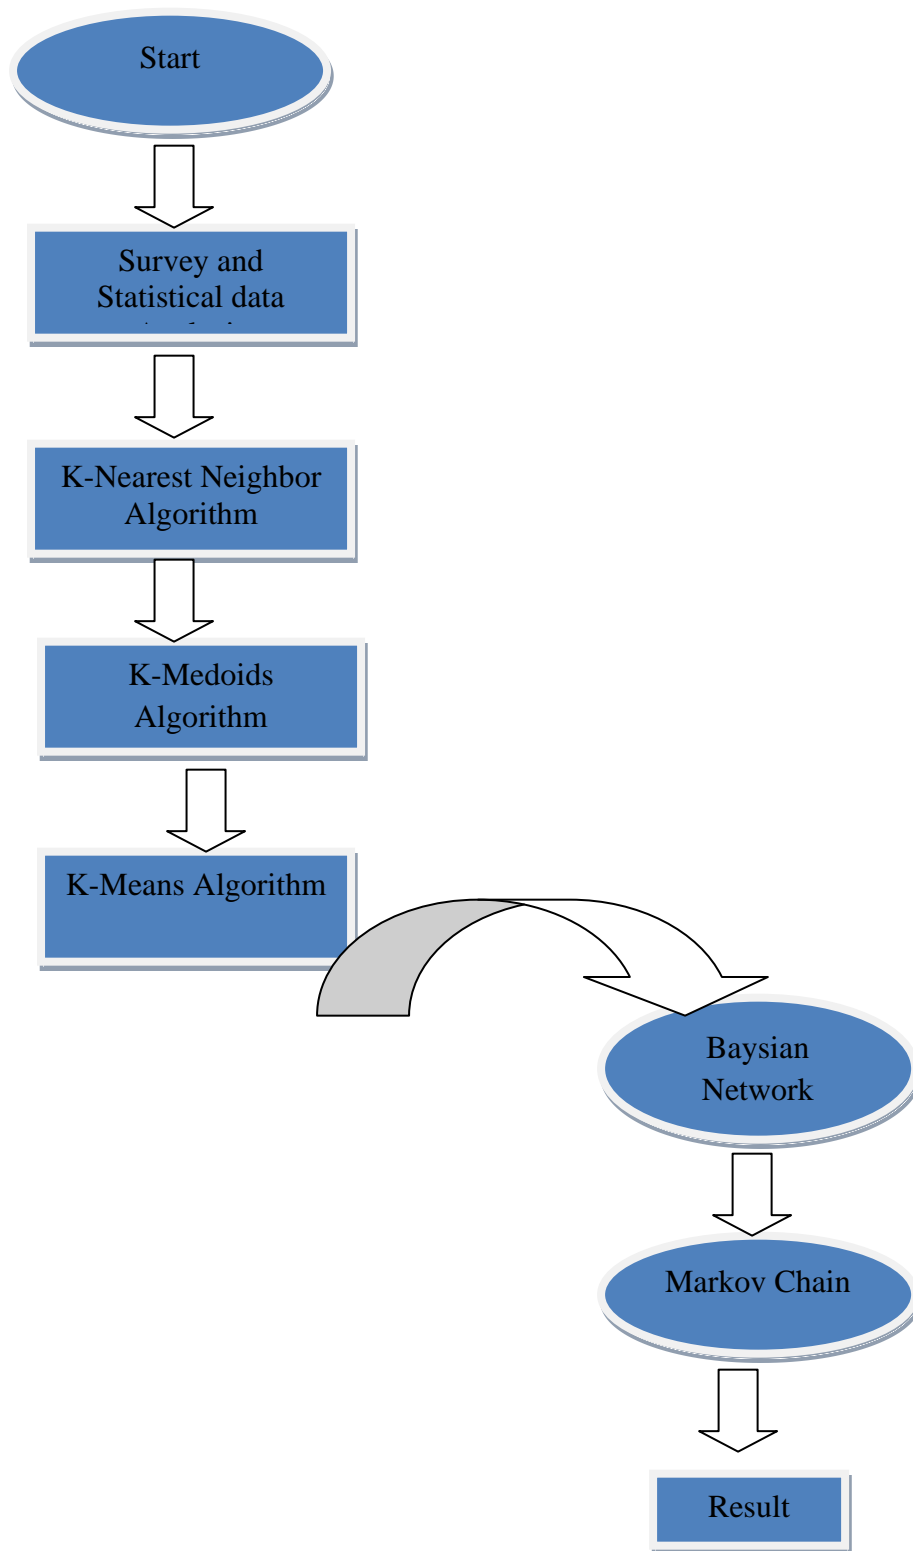 Start
Survey and
Statistical data
K-Nearest Neighbor
Algorithm
K-Medoids
Algorithm
K-Means Algorithm
Baysian
Network
Markov Chain
Result